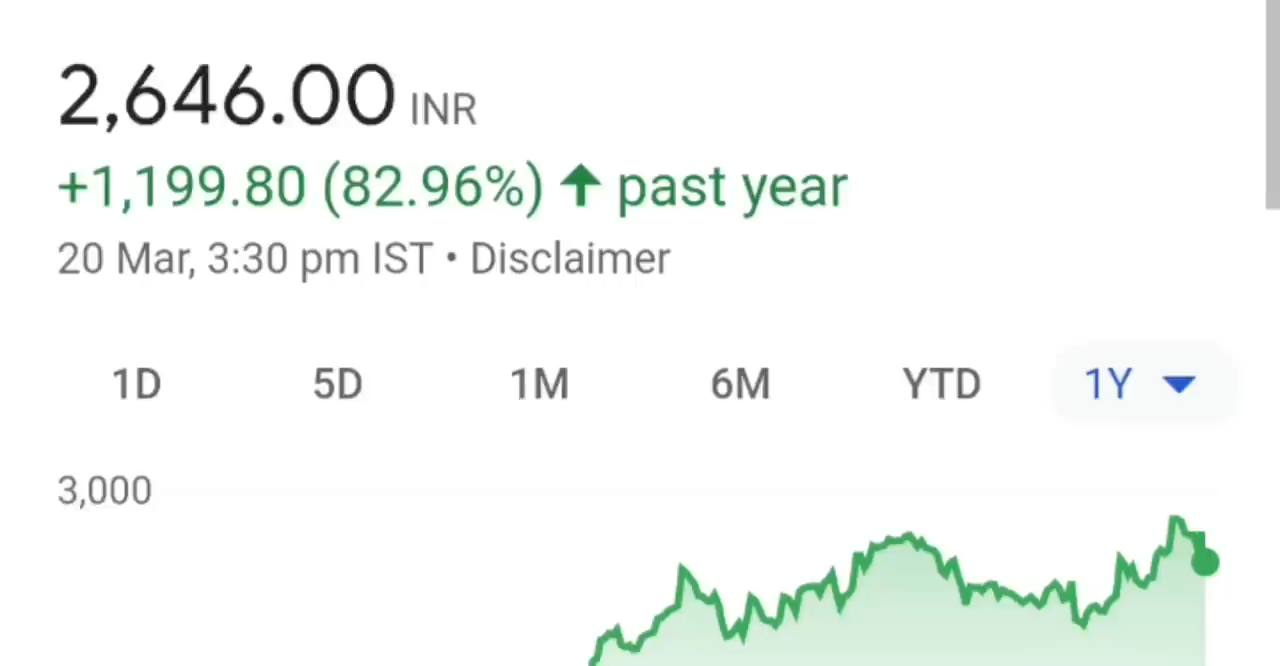 2,646.00 INR
+1,199.80 (82.96%) ↑ past year
20 Mar, 3:30 pm IST • Disclaimer
1D 5D 1M 6M YTD 1Y
3,000